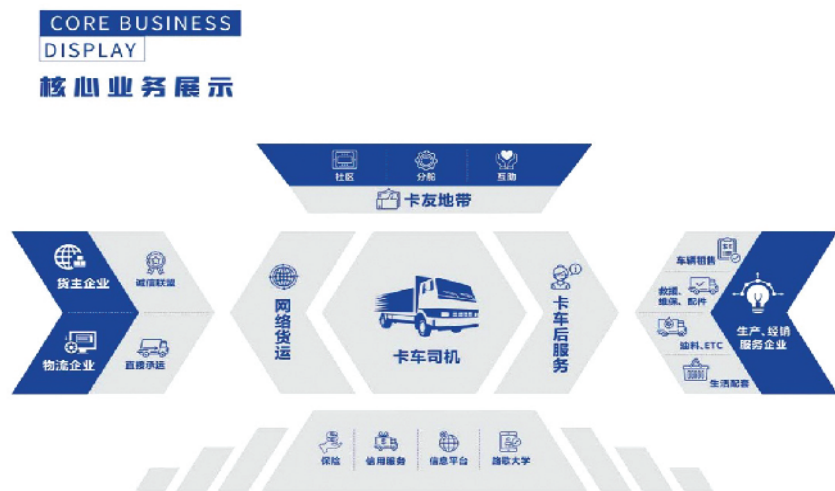 CORE BUSINESS
DISPLAY
核心业务展示
社区
分舵
互助
卡友地带
货主企业
诚信联盟
物流企业
直接承运
网络货运
卡车司机
卡车后服务
车辆销售
救援、
维保、配件
油料、ETC
生活配套
生产、经销
服务企业
保险
信用服务
信息平台
路歌大学